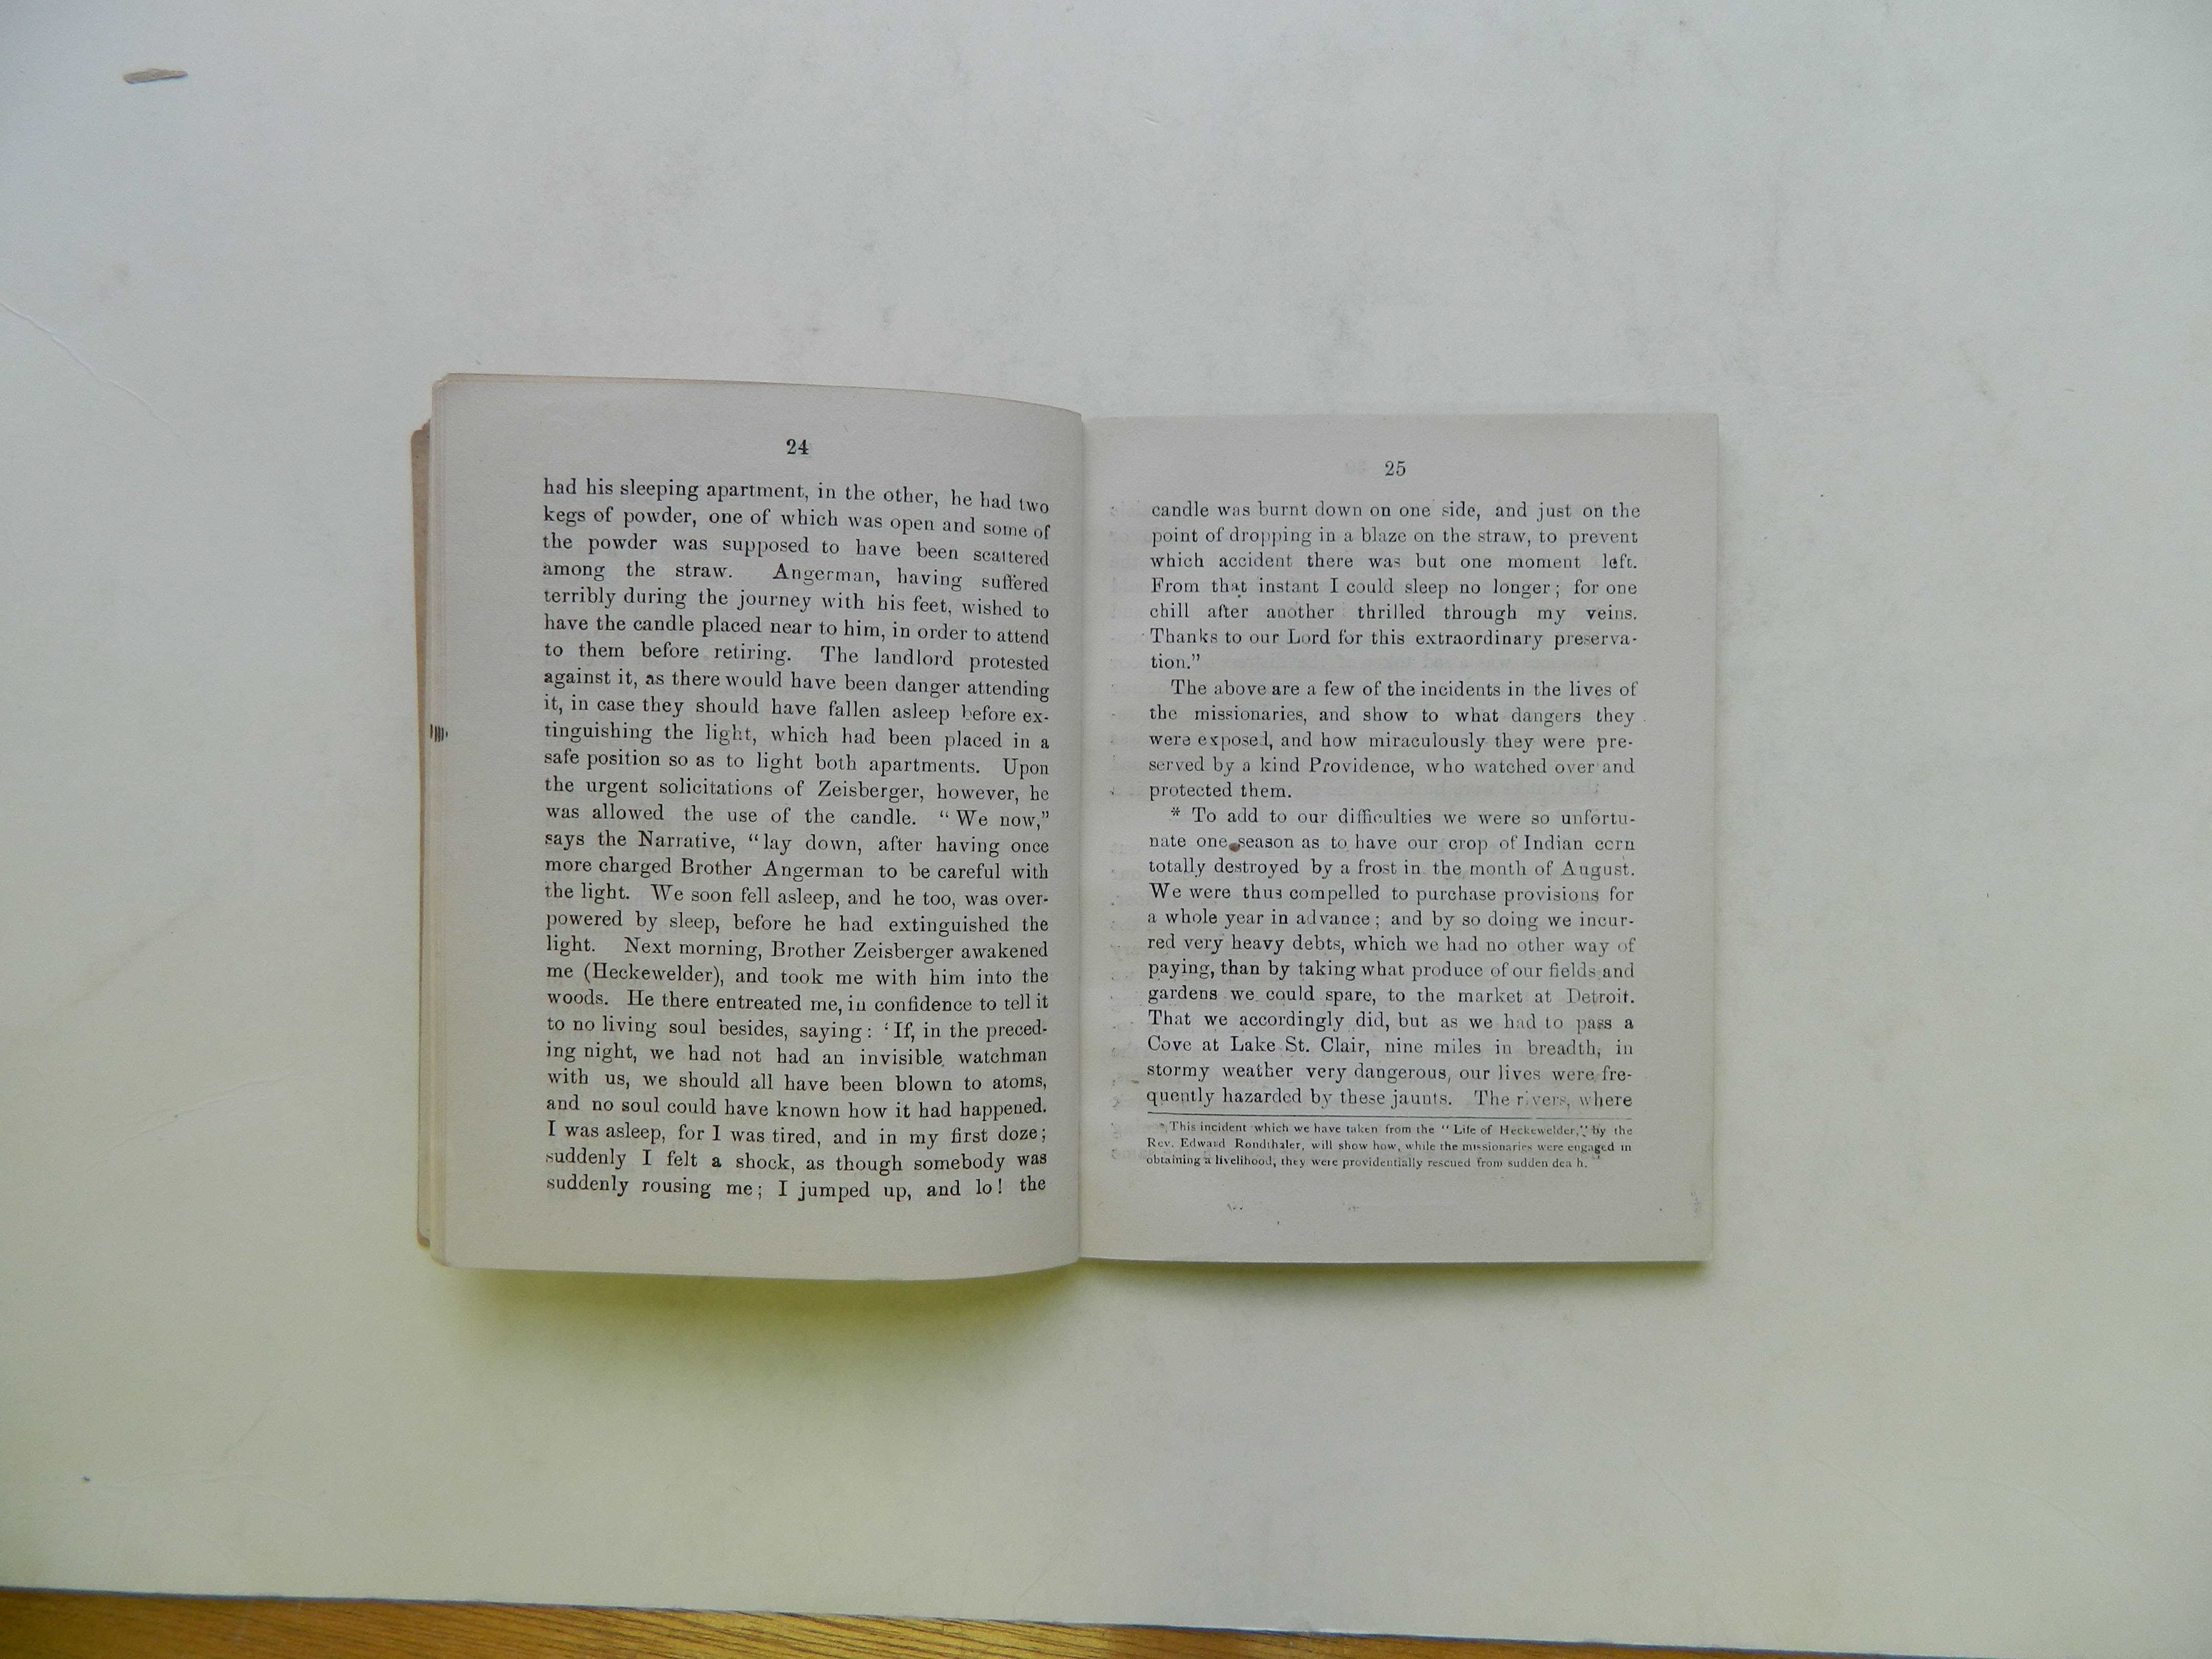 24
had his sleeping apartment, in the other, he had two
kegs of powder, one of which was open and some of
the powder was supposed to have been scattered
among the straw. Angerman, having suffered
terribly during the journey with his feet, wished to
have the candle placed near to him, in order to attend
to them before retiring. The landlord protested
against it, as there would have been danger attending
it, in case they should have fallen asleep before ex-
tinguishing the light, which had been placed in a
safe position so as to light both apartments. Upon
the urgent solicitations of Zeisberger, however, he
was allowed the use of the candle. “We now,”
says the Narrative, “lay down, after having once
more charged Brother Angerman to be careful with
the light. We soon fell asleep, and he too, was over-
powered by sleep, before he had extinguished the
light. Next morning, Brother Zeisberger awakened
me (Heckewelder), and took me with him into the
woods. He there entreated me, in confidence to tell it
to no living soul besides, saying: ‘If, in the preced-
ing night, we had not had an invisible watchman
with us, we should all have been blown to atoms,
and no soul could have known how it had happened.
I was asleep, for I was tired, and in my first doze;
suddenly I felt a shock, as though somebody was
suddenly rousing me; I jumped up, and lo! the
25
candle was burnt down on one side, and just on the
point of dropping in a blaze on the straw, to prevent
which accident there was but one moment left.
From that instant I could sleep no longer; for one
chill after another thrilled through my veins.
Thanks to our Lord for this extraordinary preserva-
tion.”
The above are a few of the incidents in the lives of
the missionaries, and show to what dangers they
were exposed, and how miraculously they were pre-
served by a kind Providence, who watched over and
protected them.
* To add to our difficulties we were so unfortu-
nate one season as to have our crop of Indian corn
totally destroyed by a frost in the month of August.
We were thus compelled to purchase provisions for
a whole year in advance; and by so doing we incur-
red very heavy debts, which we had no other way of
paying, than by taking what produce of our fields and
gardens we could spare, to the market at Detroit.
That we accordingly did, but as we had to pass a
Cove at Lake St. Clair, nine miles in breadth, in
stormy weather very dangerous, our lives were fre-
quently hazarded by these jaunts. The rivers, where
* This incident which we have taken from the “Life of Heckewelder,” by the
Rev. Edward Rondthaler, will show how, while the missionaries were engaged in
obtaining a livelihood, they were providentially rescued from sudden dea h.